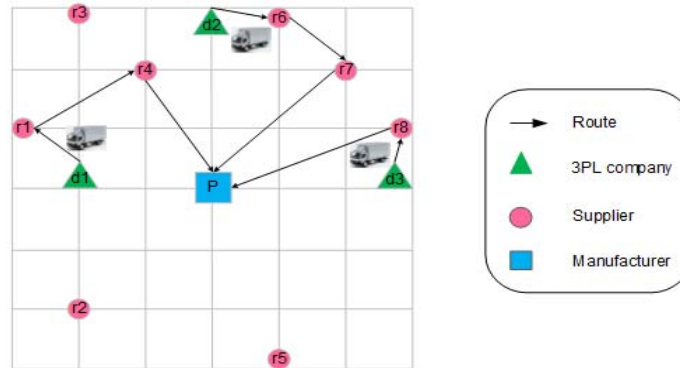 r3
d2
r6
r4
r7
r1
r8
d1
P
d3
r2
r5
Route
3PL company
Supplier
Manufacturer